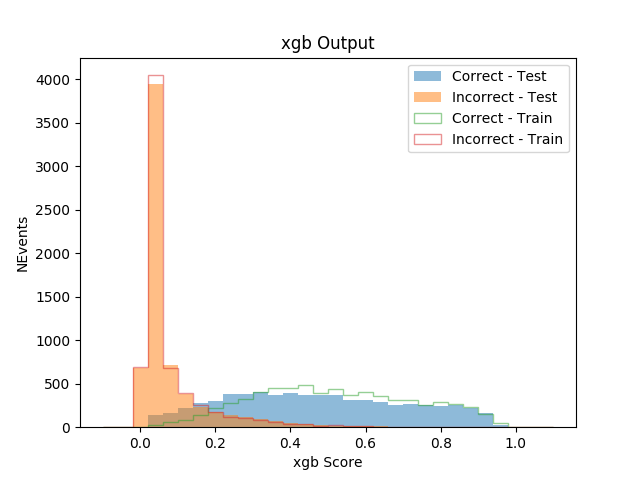 xgb Output
Correct - Test
Incorrect - Test
Correct - Train
Incorrect - Train
4000
3500
3000
2500
2000
1500
1000
500
0
NEvents
0.0 0.2 0.4 0.6 0.8 1.0
xgb Score